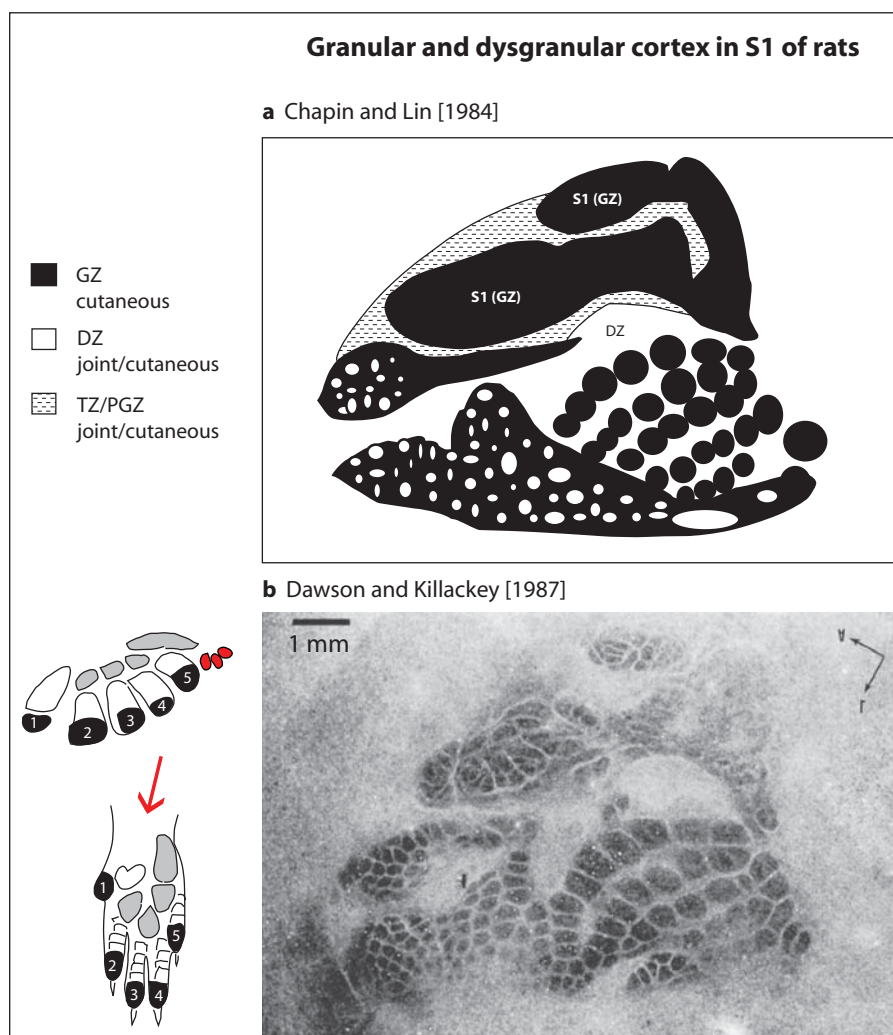 Granular and dysgranular cortex in S1 of rats
a Chapin and Lin [1984]
S1 (GZ)
S1 (GZ)
DZ
GZ
cutaneous
DZ
joint/cutaneous
TZ/PGZ
joint/cutaneous
b Dawson and Killackey [1987]
1 mm
1
2
3
4
5
1
2
3
4
5